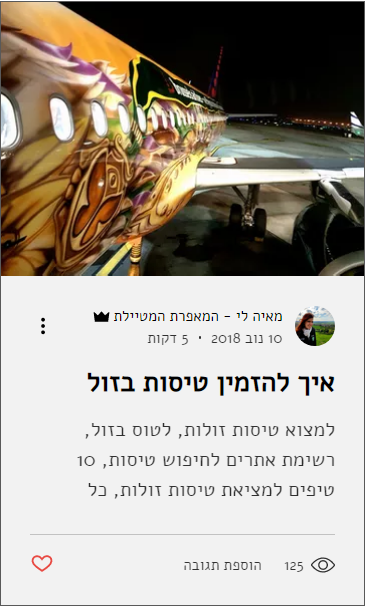 מאיה לי - המאפרת המטיילת
10 נוב 2018 • 5 דקות
איך להזמין טיסות בזול
למצוא טיסות זולות, לטוס בזול,
רשימת אתרים לחיפוש טיסות, 10
טיפים למציאת טיסות זולות, כל
125 הוספת תגובה